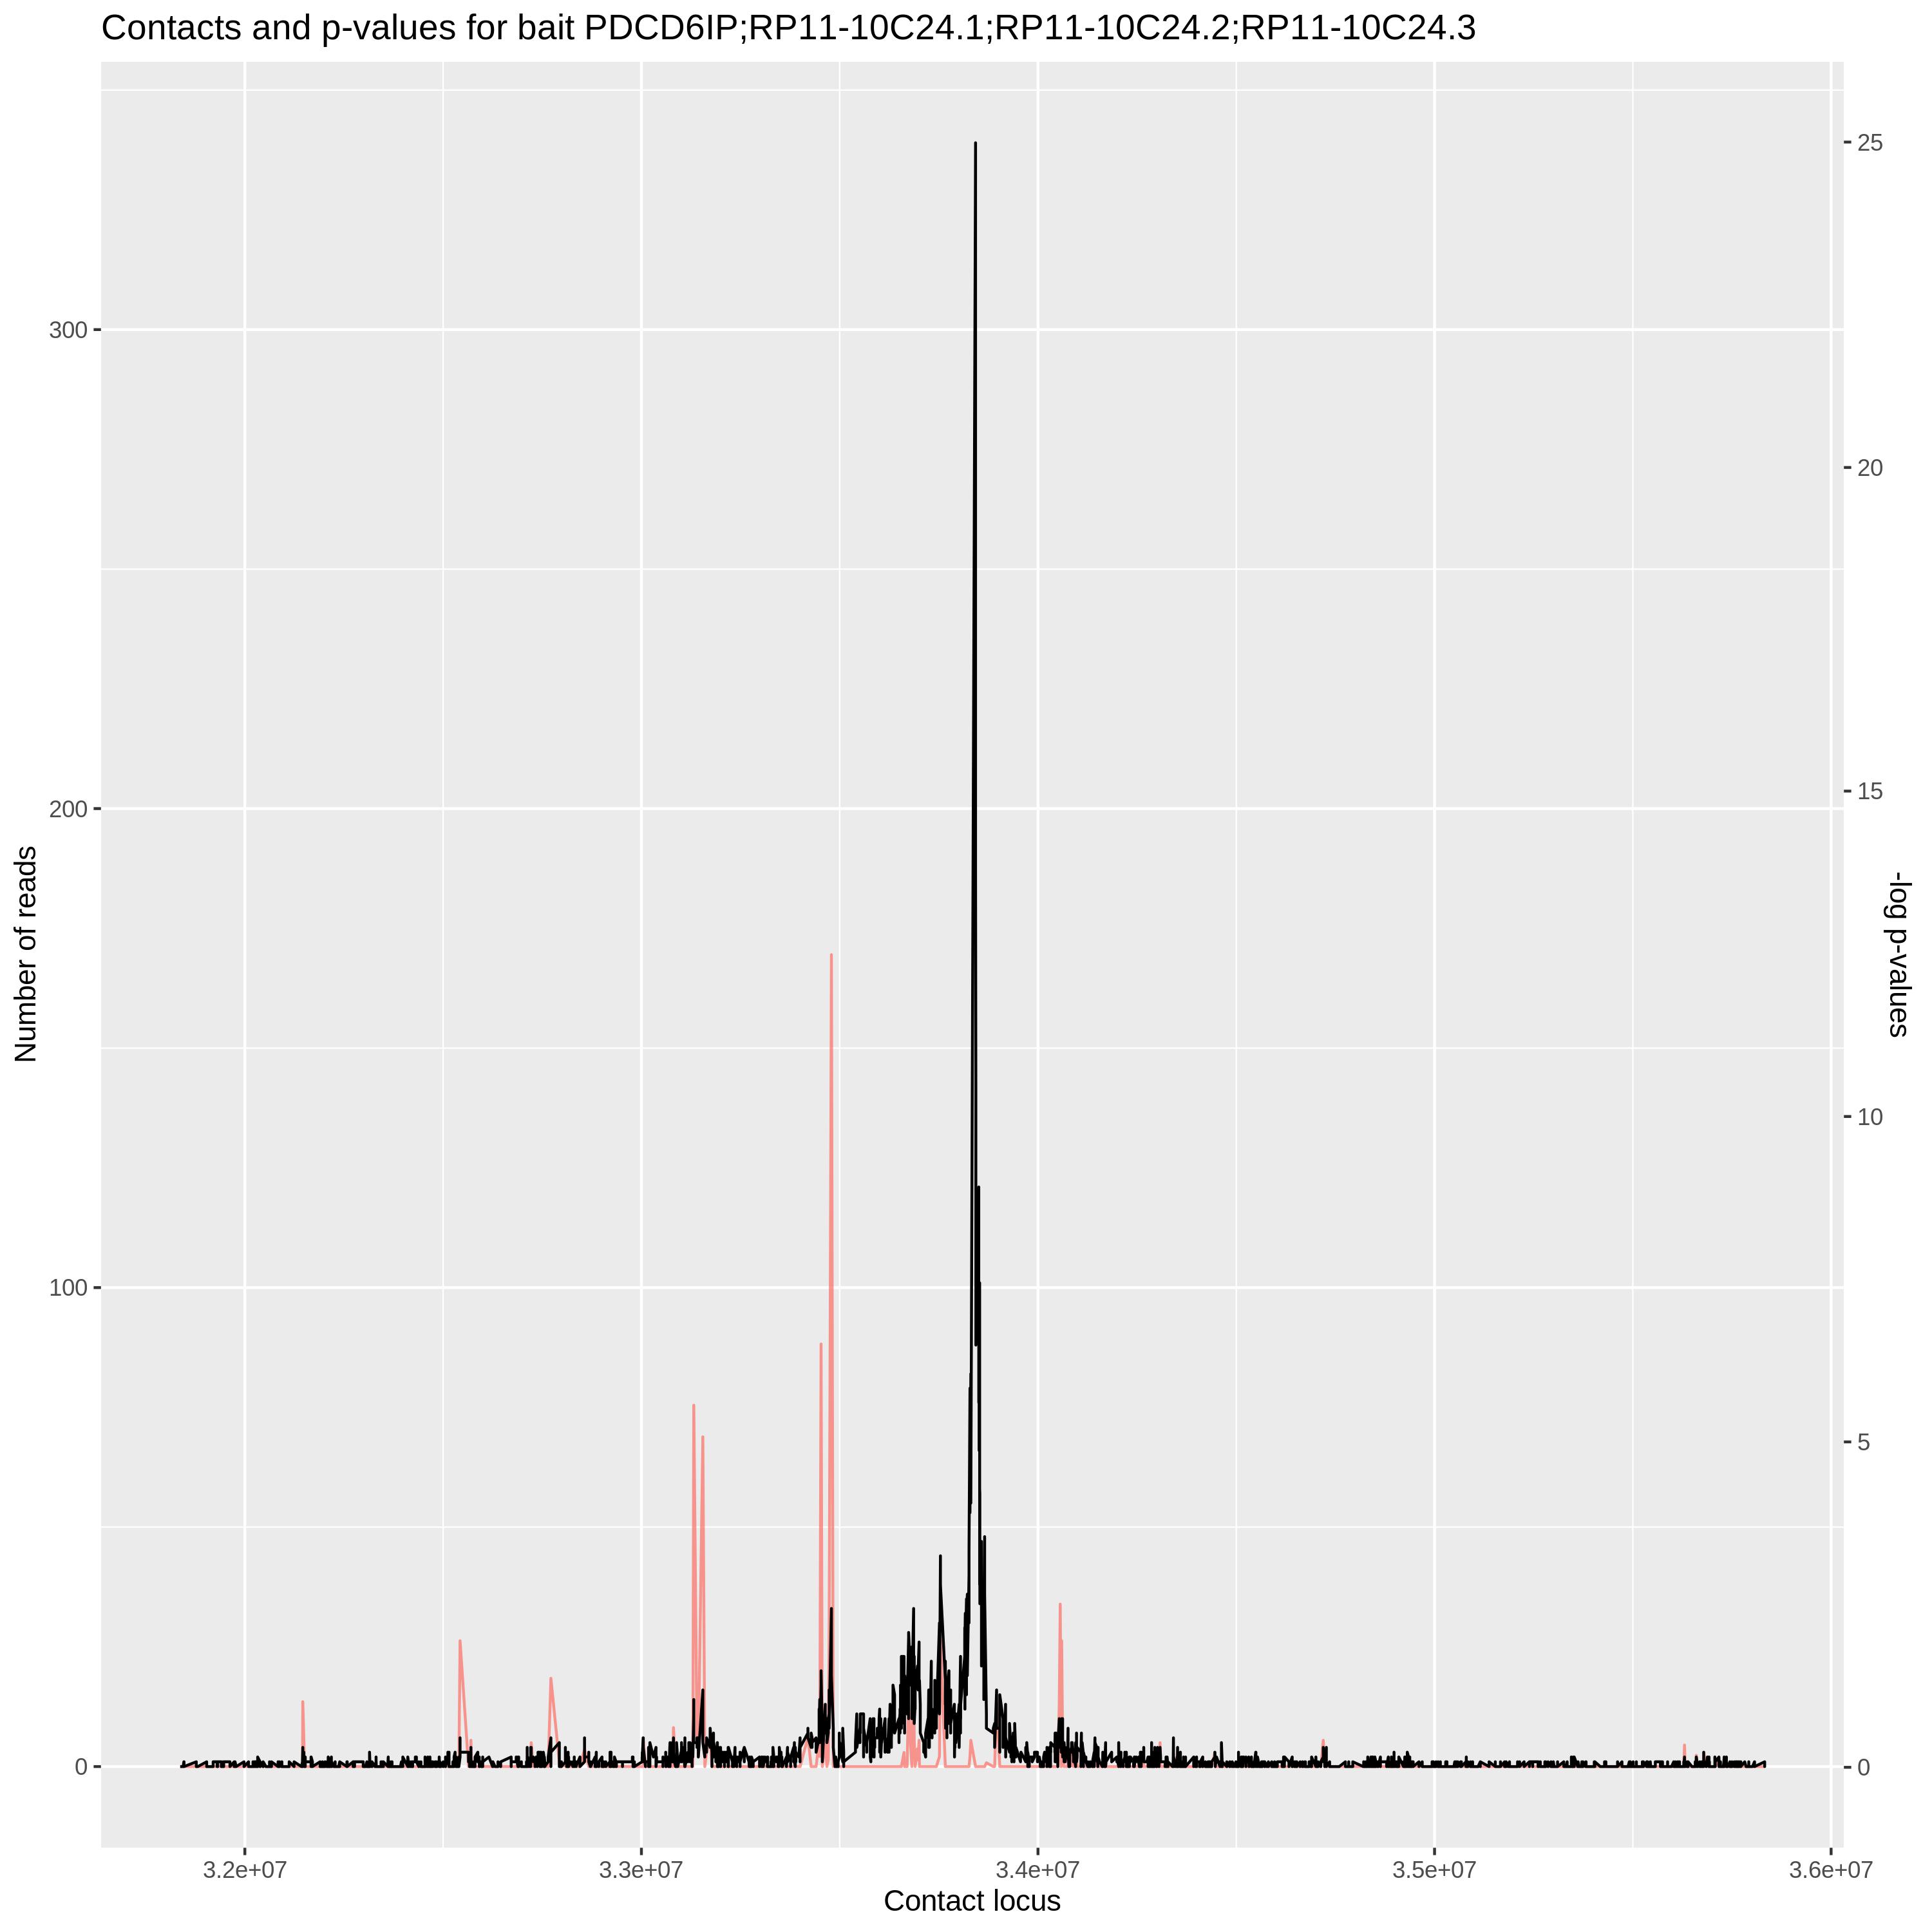 Contacts and p-values for bait PDCD6IP;RP11-10C24.1;RP11-10C24.2;RP11-10C24.3
Number of reads
300
200
100
0
25
20
15
10
5
0
-log p-values
3.2e+07 3.3e+07 3.4e+07 3.5e+07 3.6e+07
Contact locus